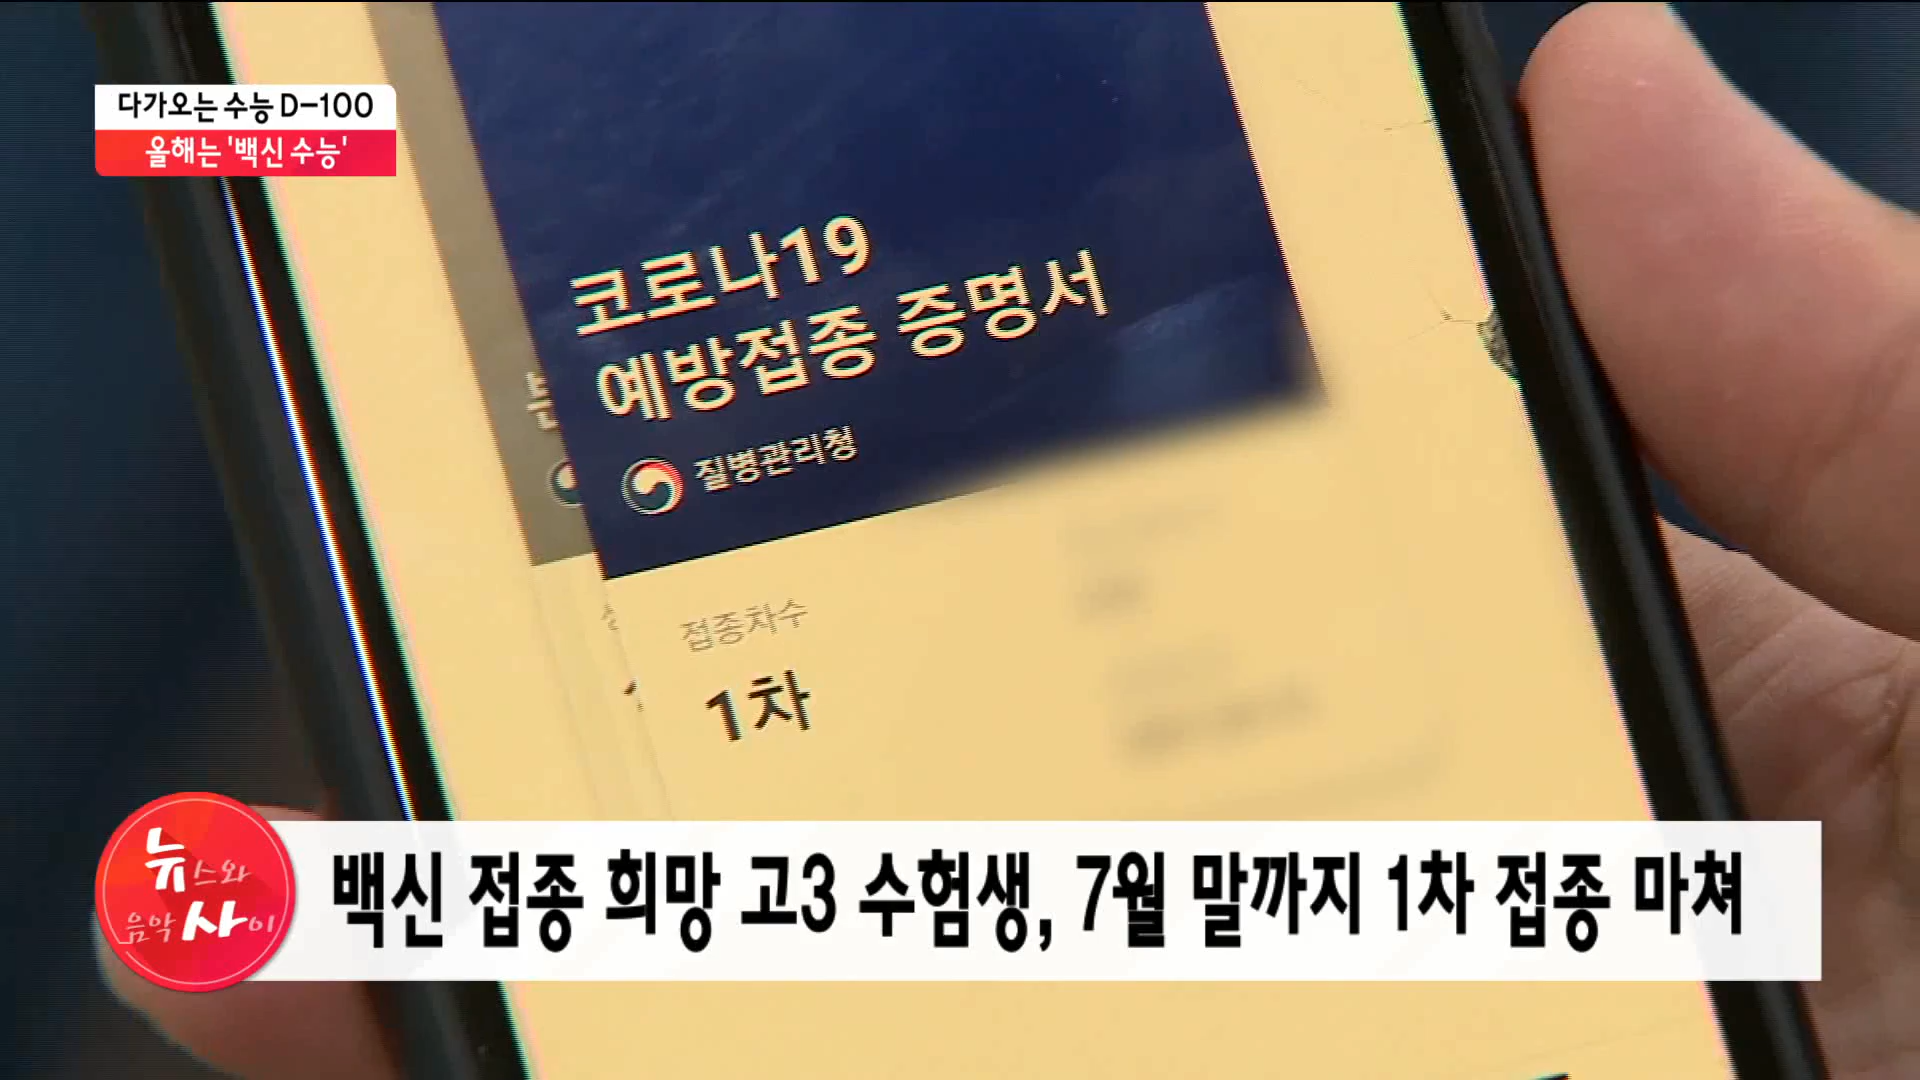 다가오는 수능 D-100
올해는 '백신 수능'
코로나19
예방접종 증명서
질병관리청
접종차수
1차
뉴스와
음악 사이
백신 접종 희망 고3 수험생, 7월 말까지 1차 접종 마쳐